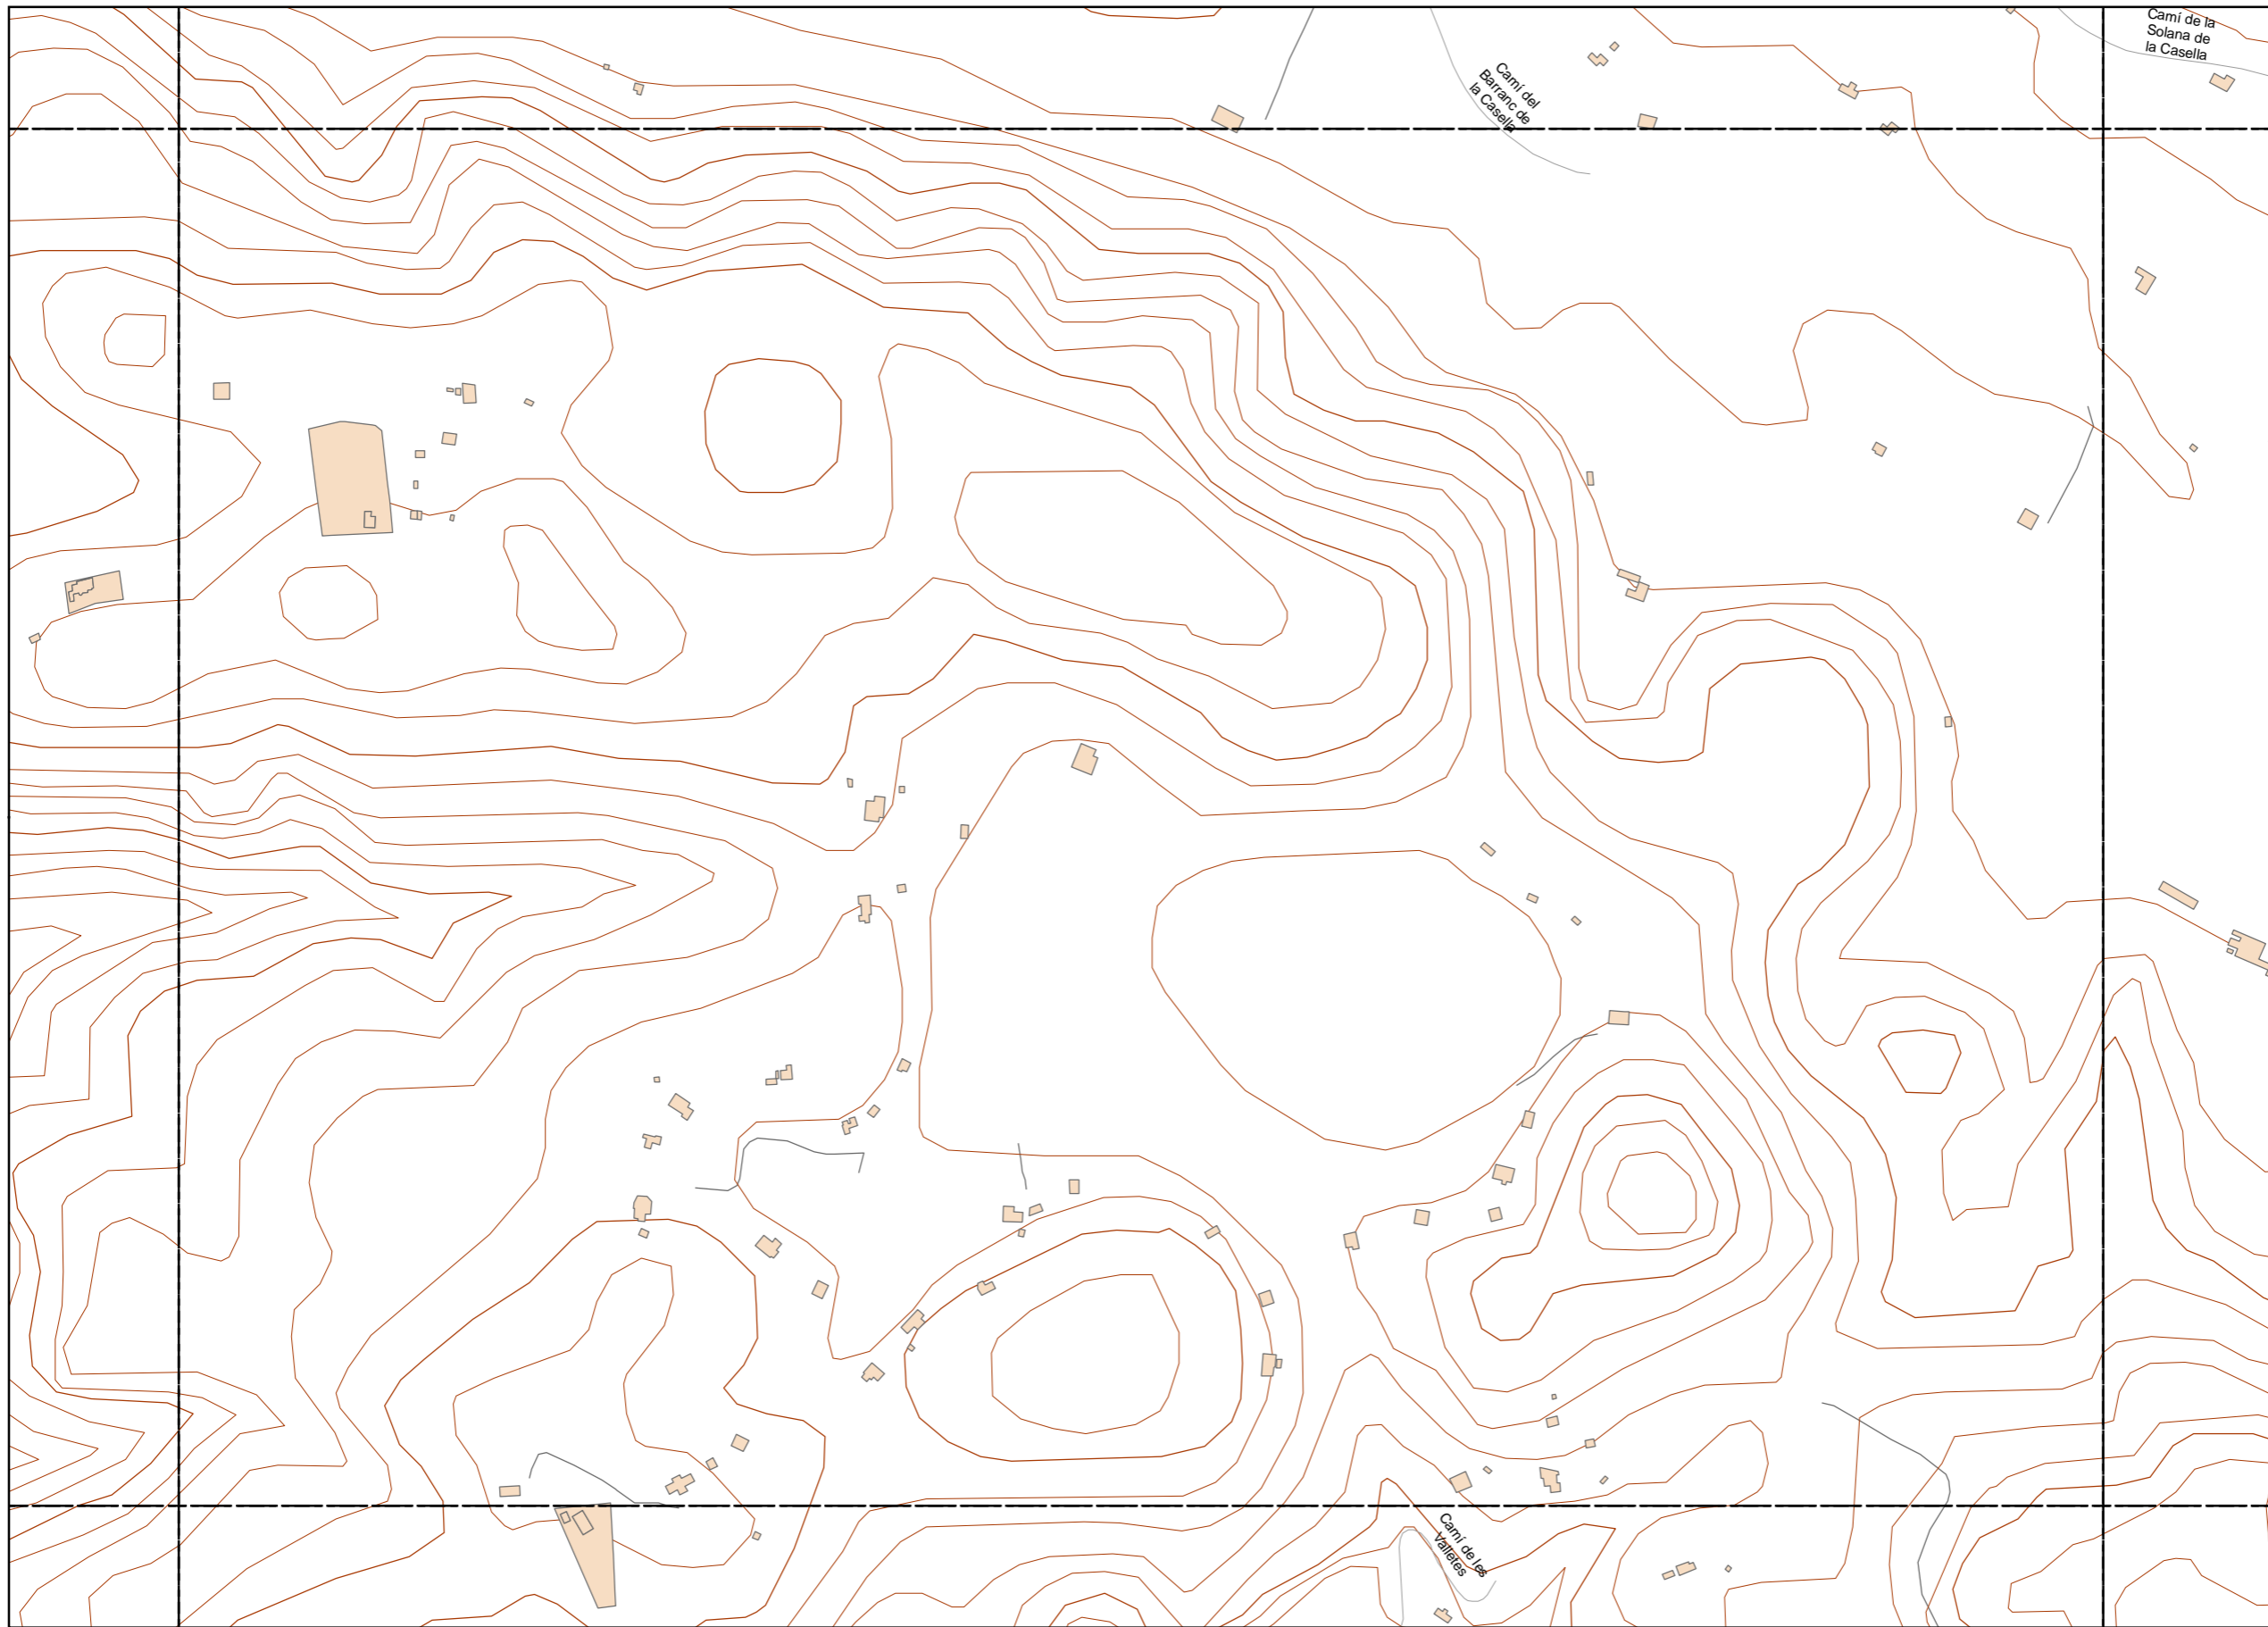 Camí de la
Solana de
la Casella
Camí del
Barranc de
la Casella
Camí de les
Valletes